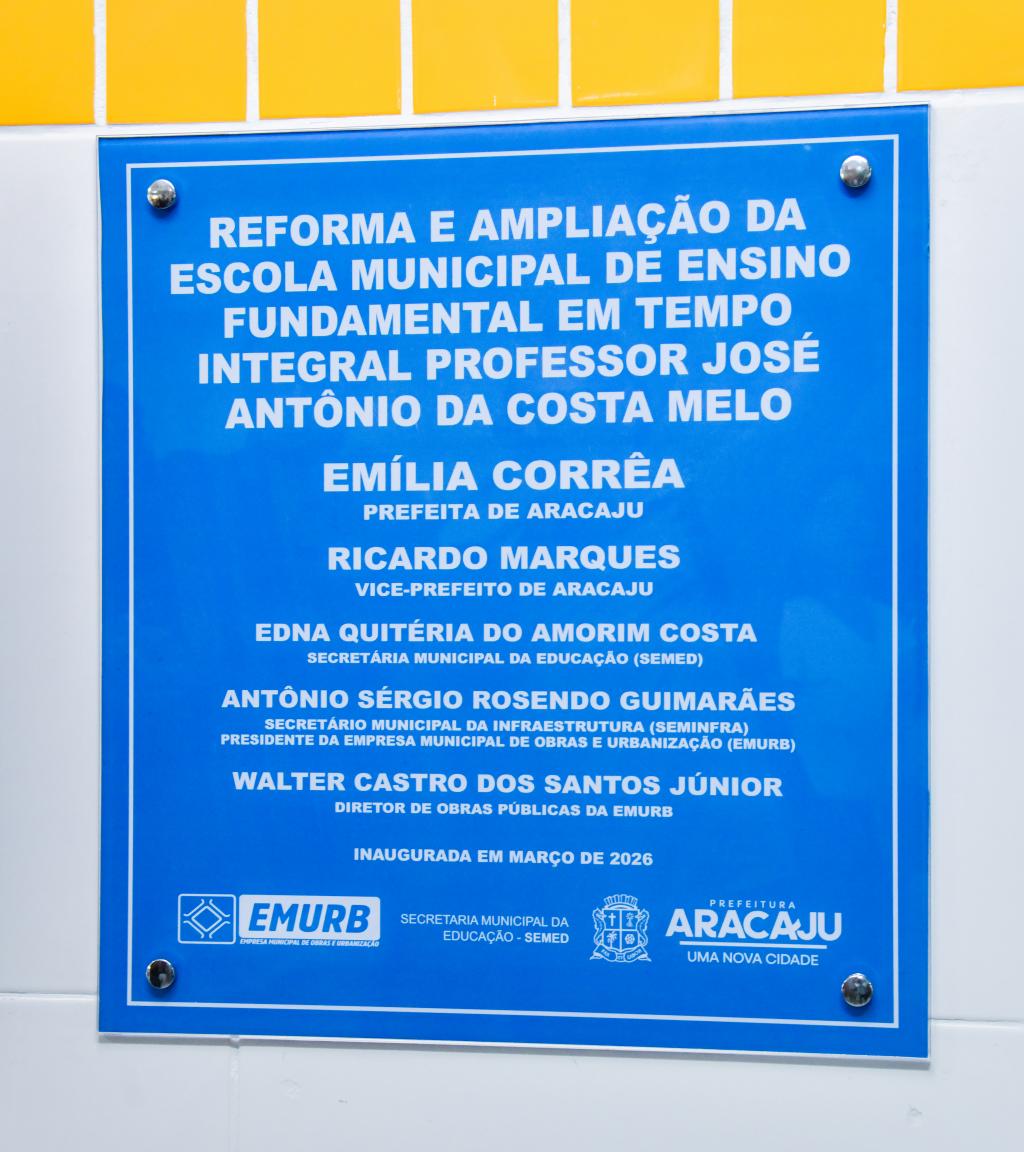 REFORMA E AMPLIAÇÃO DA
ESCOLA MUNICIPAL DE ENSINO
FUNDAMENTAL EM TEMPO
INTEGRAL PROFESSOR JOSÉ
ANTÔNIO DA COSTA MELO
EMÍLIA CORRÊA
PREFEITA DE ARACAJU
RICARDO MARQUES
VICE-PREFEITO DE ARACAJU
EDNA QUITÉRIA DO AMORIM COSTA
SECRETÁRIA MUNICIPAL DA EDUCAÇÃO (SEMED)
ANTÔNIO SÉRGIO ROSENDO GUIMARÃES
SECRETÁRIO MUNICIPAL DA INFRAESTRUTURA (SEMINFRA)
PRESIDENTE DA EMPRESA MUNICIPAL DE OBRAS E URBANIZAÇÃO (EMURB)
WALTER CASTRO DOS SANTOS JÚNIOR
DIRETOR DE OBRAS PÚBLICAS DA EMURB
INAUGURADA EM MARÇO DE 2026
EMURB
EMPRESA MUNICIPAL DE OBRAS E URBANIZAÇÃO
SECRETARIA MUNICIPAL DA
EDUCAÇÃO - SEMED
PREFEITURA
ARACAJU
UMA NOVA CIDADE